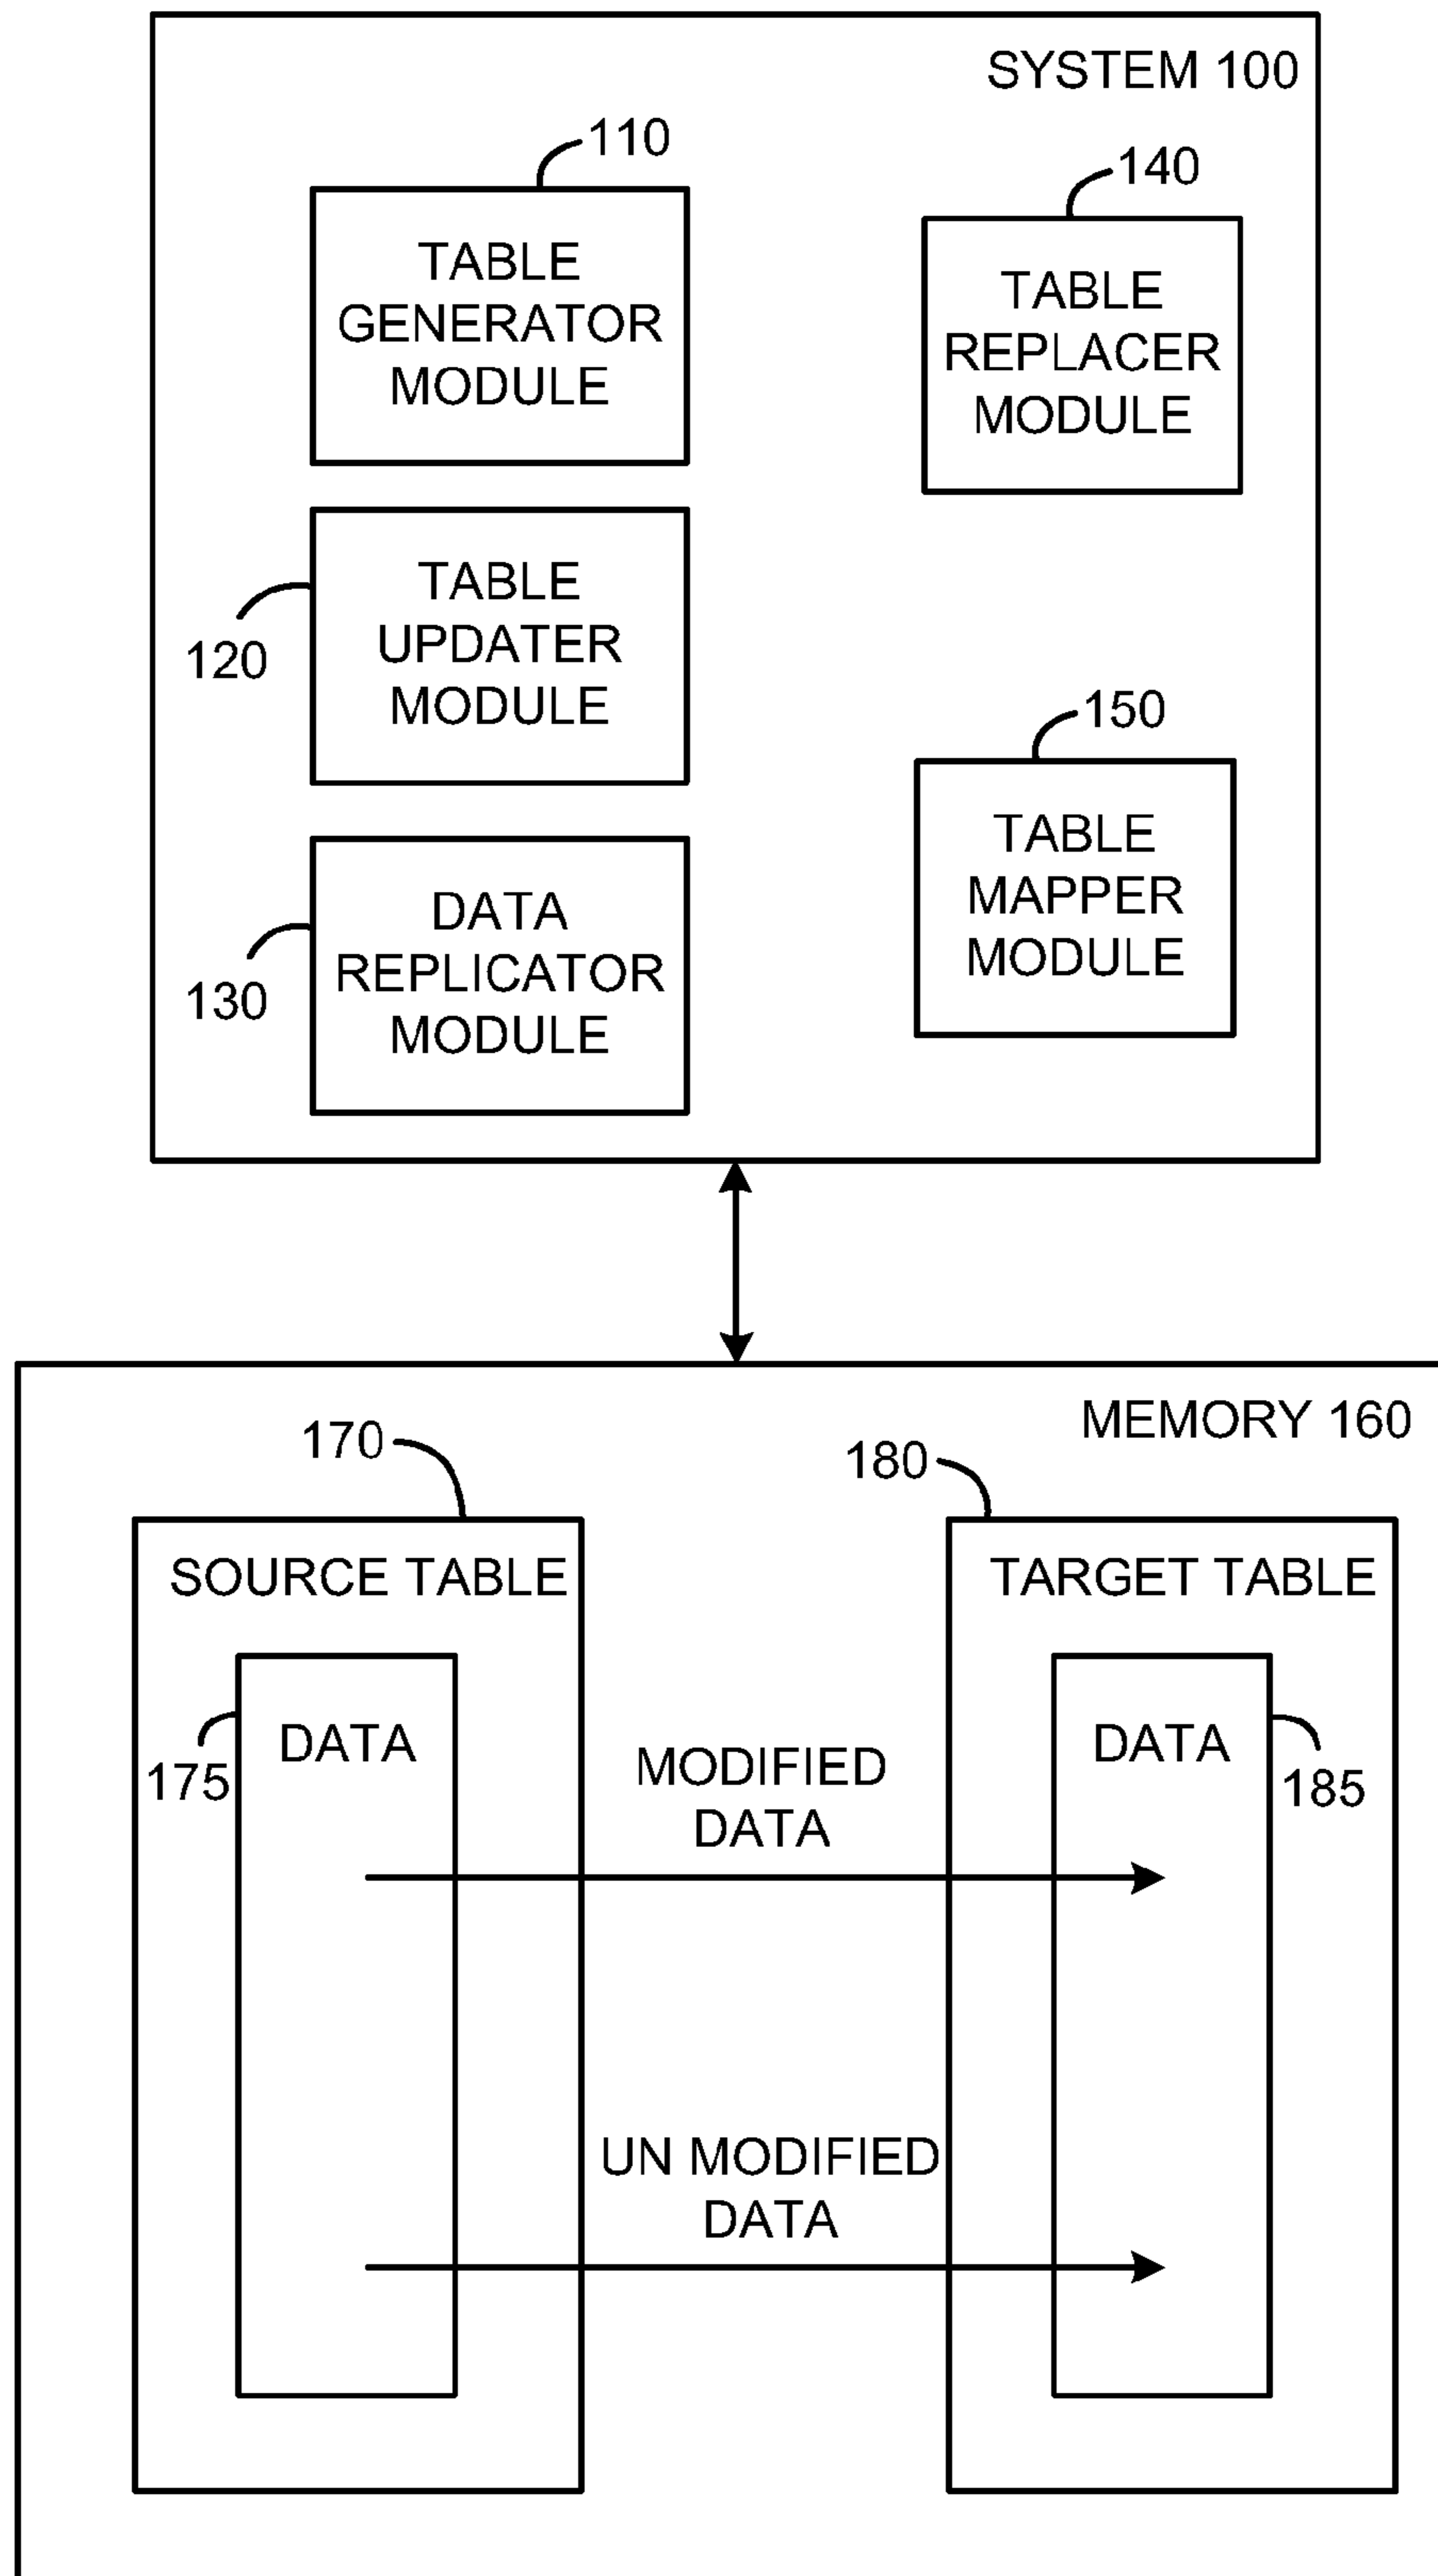 SYSTEM 100
110
TABLE
GENERATOR
MODULE
140
TABLE
REPLACER
MODULE
120
TABLE
UPDATER
MODULE
150
TABLE
MAPPER
MODULE
130
DATA
REPLICATOR
MODULE
MEMORY 160
170
SOURCE TABLE
180
TARGET TABLE
175
DATA
MODIFIED
DATA
DATA
185
UN MODIFIED
DATA